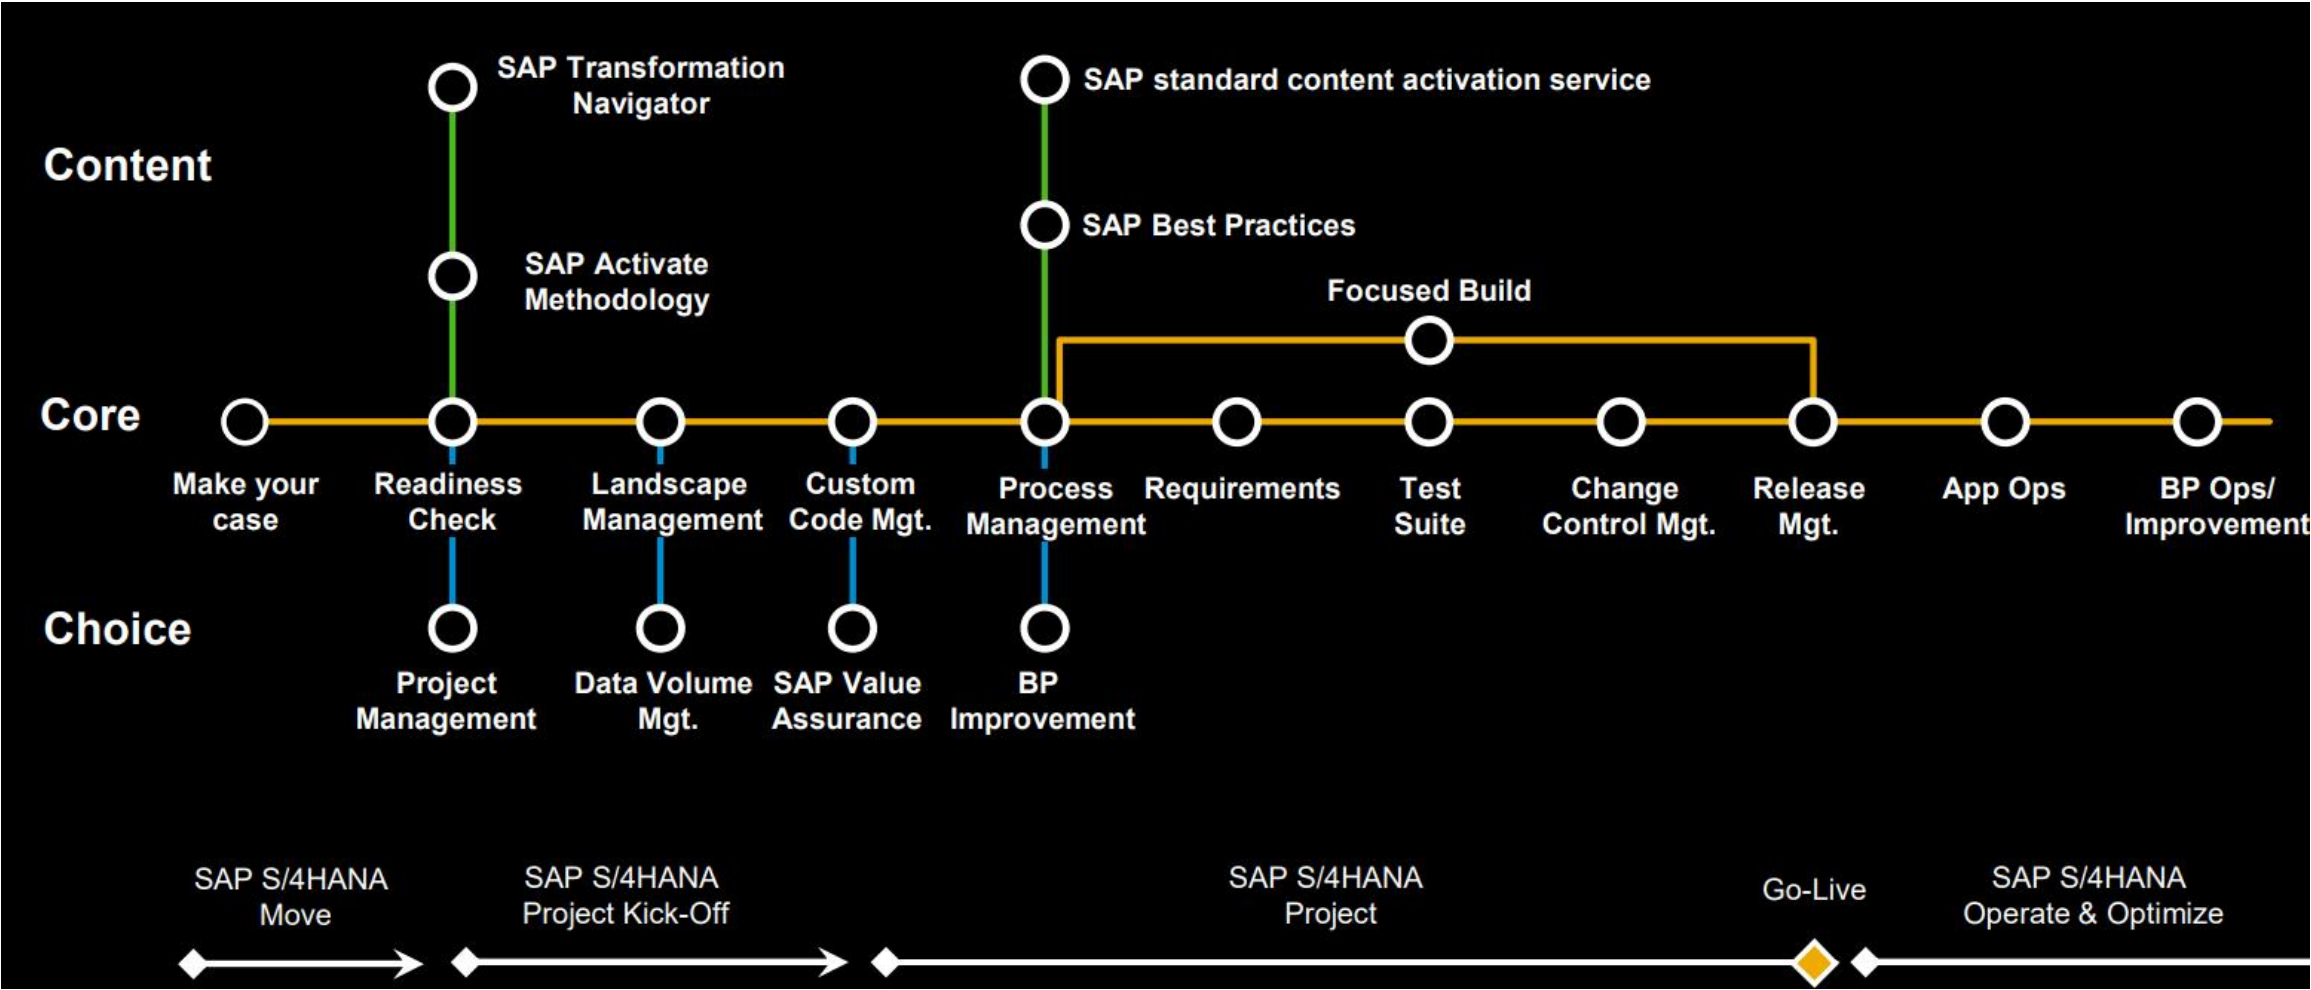 SAP Transformation
Navigator
SAP standard content activation service
Content
SAP Best Practices
SAP Activate
Methodology
Focused Build
Core
Make your
case
Readiness
Check
Landscape
Management
Custom
Code Mgt.
Process
Management
Requirements
Test
Suite
Change
Control Mgt.
Release
Mgt.
App Ops
BP Ops/
Improvement
Choice
Project
Management
Data Volume
Mgt.
SAP Value
Assurance
BP
Improvement
SAP S/4HANA
Move
SAP S/4HANA
Project Kick-Off
SAP S/4HANA
Project
Go-Live
SAP S/4HANA
Operate & Optimize